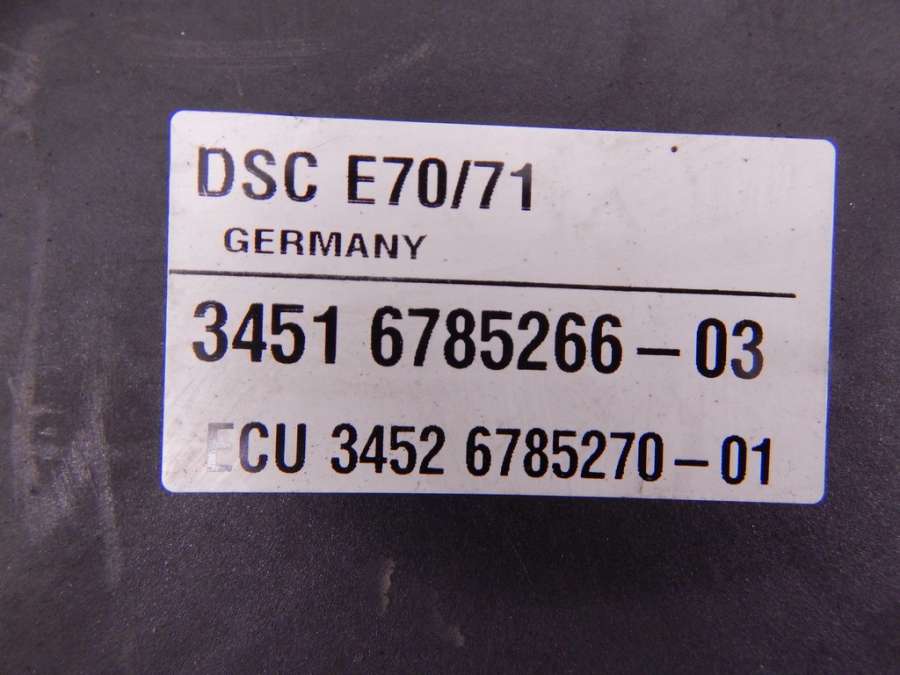 DSC E70/71
GERMANY
3451 6785266-03
ECU 3452 6785270-01